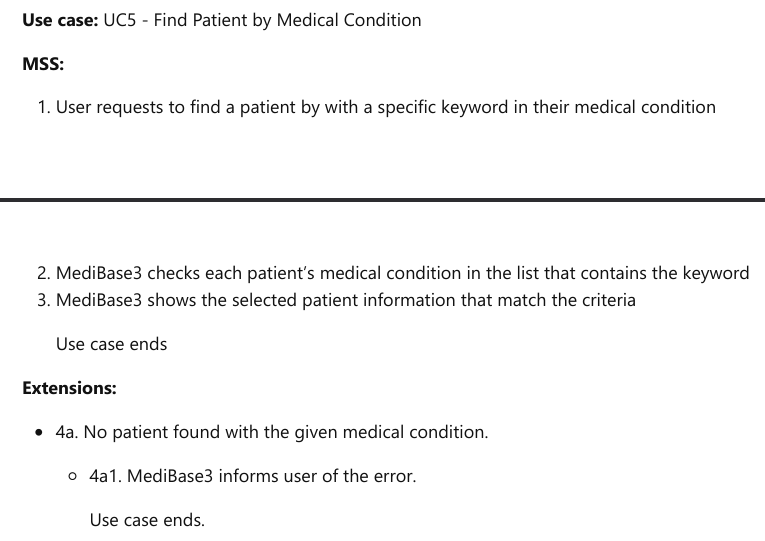 Use case: UC5 - Find Patient by Medical Condition
MSS:
1. User requests to find a patient by with a specific keyword in their medical condition
2. MediBase3 checks each patient’s medical condition in the list that contains the keyword
3. MediBase3 shows the selected patient information that match the criteria
Use case ends
Extensions:
• 4a. No patient found with the given medical condition.
○ 4a1. MediBase3 informs user of the error.
Use case ends.